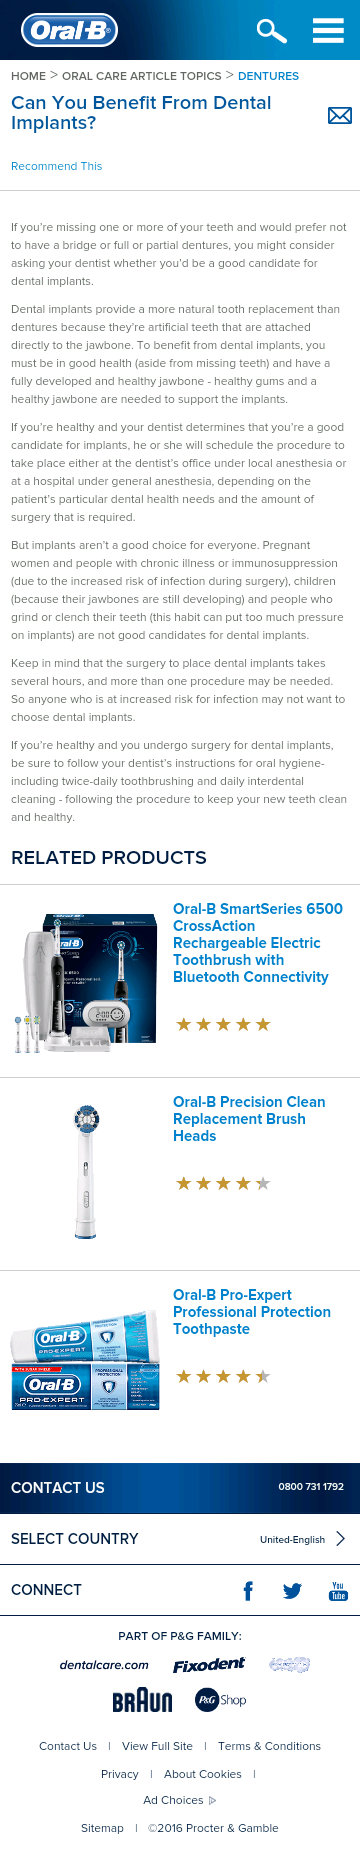 Oral-B®
HOME > ORAL CARE ARTICLE TOPICS > DENTURES
Can You Benefit From Dental
Implants?
Recommend This
If you’re missing one or more of your teeth and would prefer not
to have a bridge or full or partial dentures, you might consider
asking your dentist whether you’d be a good candidate for
dental implants.
Dental implants provide a more natural tooth replacement than
dentures because they’re artificial teeth that are attached
directly to the jawbone. To benefit from dental implants, you
must be in good health (aside from missing teeth) and have a
fully developed and healthy jawbone - healthy gums and a
healthy jawbone are needed to support the implants.
If you’re healthy and your dentist determines that you’re a good
candidate for implants, he or she will schedule the procedure to
take place either at the dentist’s office under local anesthesia or
at a hospital under general anesthesia, depending on the
patient’s particular dental health needs and the amount of
surgery that is required.
But implants aren’t a good choice for everyone. Pregnant
women and people with chronic illness or immunosuppression
(due to the increased risk of infection during surgery), children
(because their jawbones are still developing) and people who
grind or clench their teeth (this habit can put too much pressure
on implants) are not good candidates for dental implants.
Keep in mind that the surgery to place dental implants takes
several hours, and more than one procedure may be needed.
So anyone who is at increased risk for infection may not want to
choose dental implants.
If you’re healthy and you undergo surgery for dental implants,
be sure to follow your dentist’s instructions for oral hygiene-
including twice-daily toothbrushing and daily interdental
cleaning - following the procedure to keep your new teeth clean
and healthy.
RELATED PRODUCTS
Oral-B
6500
Oral-B SmartSeries 6500
CrossAction
Rechargeable Electric
Toothbrush with
Bluetooth Connectivity
Oral-B Precision Clean
Replacement Brush
Heads
Oral-B
PRO-EXPERT
PROFESSIONAL
PROTECTION
Oral-B
PRO-EXPERT
PROFESSIONAL
PROTECTION
Oral-B Pro-Expert
Professional Protection
Toothpaste
CONTACT US 0800 731 1792
SELECT COUNTRY United-English
CONNECT You Tube
PART OF P&G FAMILY:
dentalcare.com Fixodent
BRAUN P&G Shop
Contact Us | View Full Site | Terms & Conditions
Privacy | About Cookies |
Ad Choices
Sitemap | ©2016 Procter & Gamble